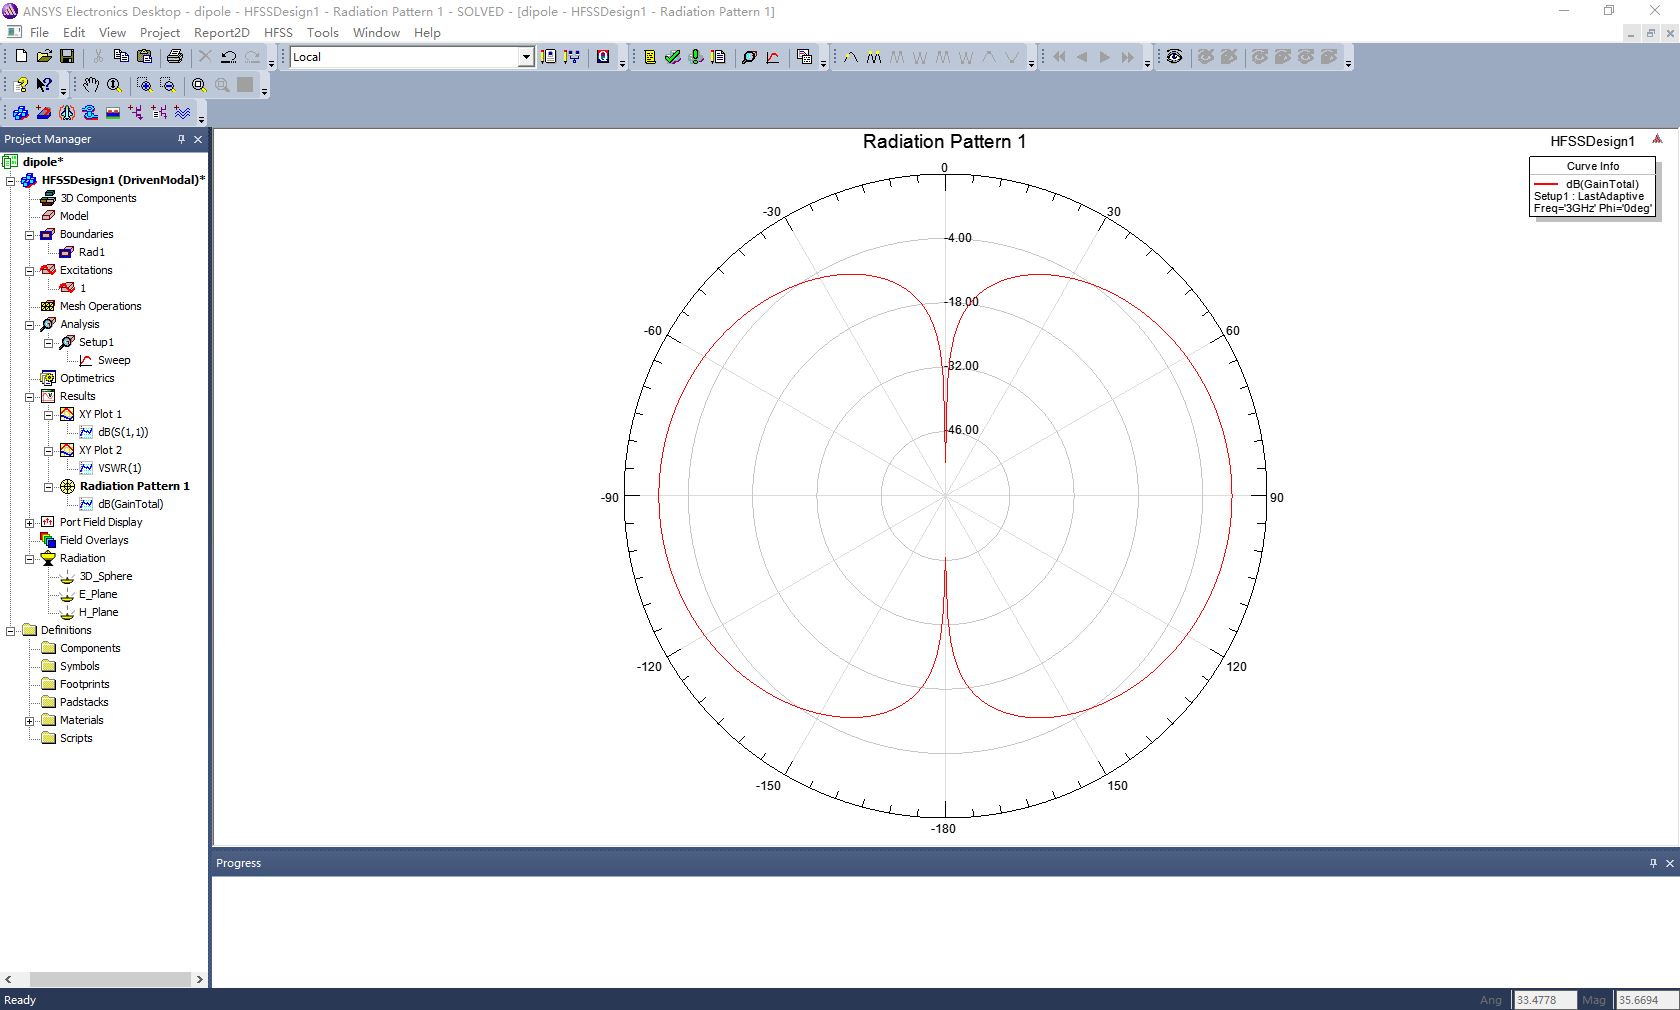 ANSYS Electronics Desktop - dipole - HFSSDesign1 - Radiation Pattern 1 - SOLVED - [dipole - HFSSDesign1 - Radiation Pattern 1]
File Edit View Project Report2D HFSS Tools Window Help
Local
Project Manager
dipole*
HFSSDesign1 (DrivenModal)*
3D Components
Model
Boundaries
Rad1
Excitations
1
Mesh Operations
Analysis
Setup1
Sweep
Optimetrics
Results
XY Plot 1
dB(S(1,1))
XY Plot 2
VSWR(1)
Radiation Pattern 1
dB(GainTotal)
Port Field Display
Field Overlays
Radiation
3D_Sphere
E_Plane
H_Plane
Definitions
Components
Symbols
Footprints
Padstacks
Materials
Scripts
Radiation Pattern 1
HFSSDesign1
Curve Info
dB(GainTotal)
Setup1 : LastAdaptive
Freq='3GHz' Phi='0deg'
0
-30
30
-4.00
-18.00
-60
60
-32.00
-46.00
-90
90
-120
120
-150
150
-180
Progress
Ready
Ang 33.4778 Mag 35.6694